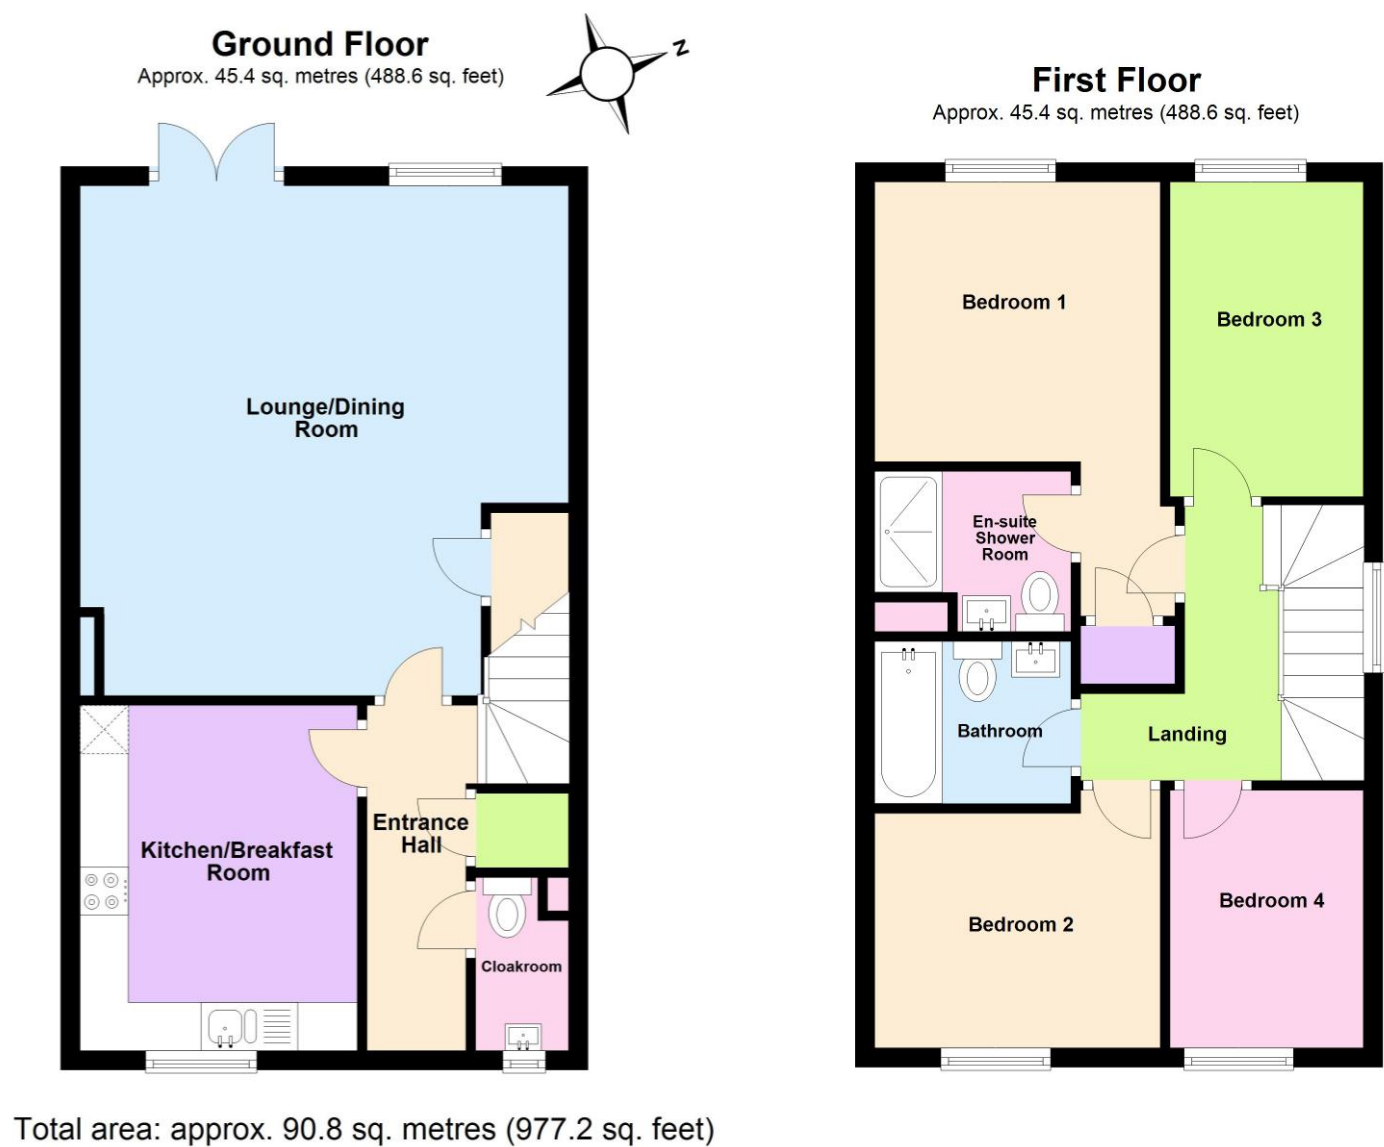 Ground Floor
Approx. 45.4 sq. metres (488.6 sq. feet)
N
Lounge/Dining
Room
Kitchen/Breakfast
Room
Entrance
Hall
Cloakroom
First Floor
Approx. 45.4 sq. metres (488.6 sq. feet)
Bedroom 1
Bedroom 3
En-suite
Shower
Room
Bathroom
Landing
Bedroom 2
Bedroom 4
Total area: approx. 90.8 sq. metres (977.2 sq. feet)